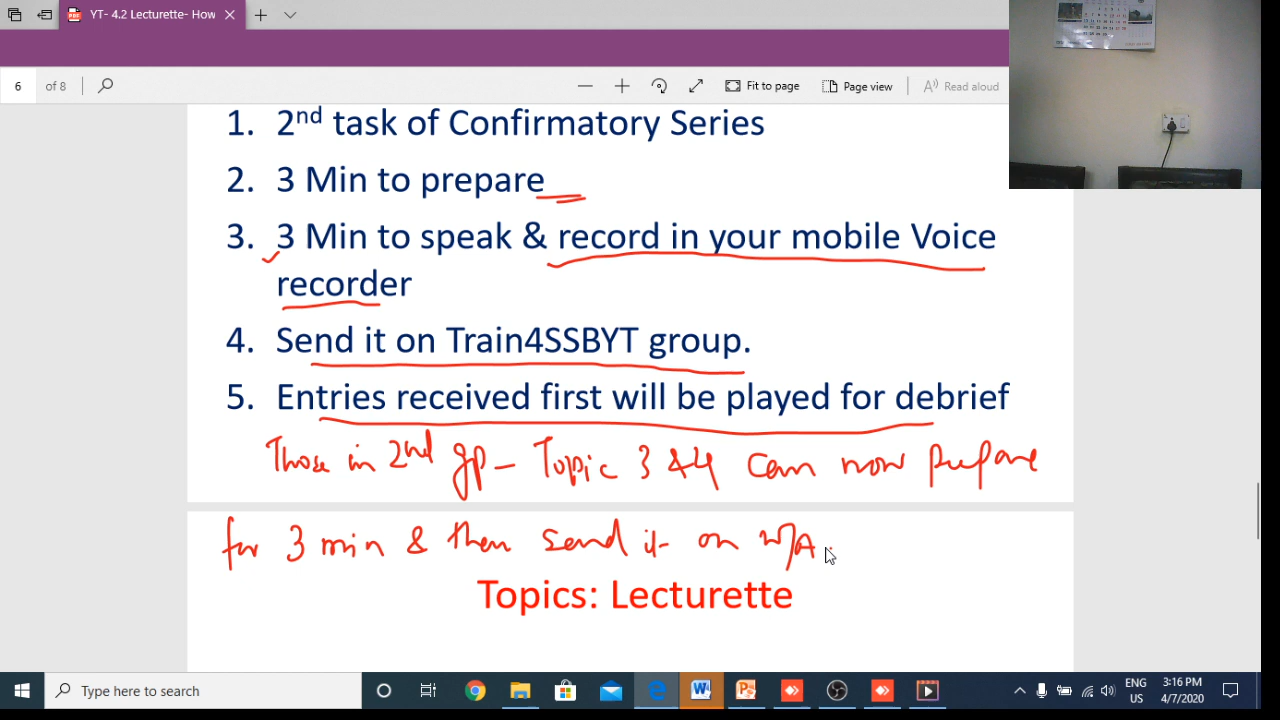 YT- 4.2 Lecturette- How
6 of 8
Fit to page
Page view
Read aloud
1. 2nd task of Confirmatory Series
2. 3 Min to prepare
3. 3 Min to speak & record in your mobile Voice
recorder
4. Send it on Train4SSBYT group.
5. Entries received first will be played for debrief
Those in 2nd gp - Topic 3 & 4 can now prepare
for 3 min & then send it on W/A.
Topics: Lecturette
Type here to search
ENG
US
3:16 PM
4/7/2020